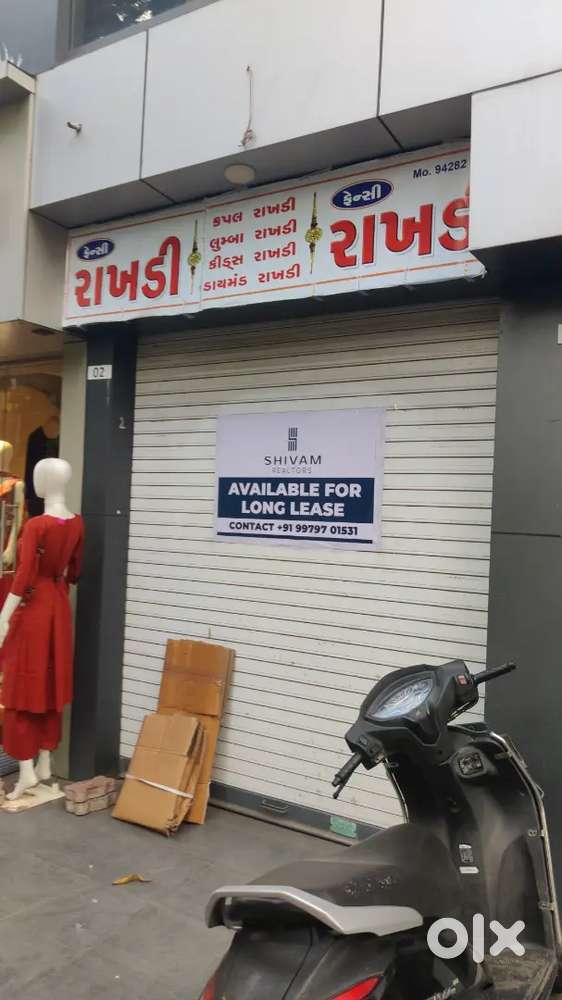 ફેન્સી
રાખડી
કપલ રાખડી
લુમ્બા રાખડી
કીડ્સ રાખડી
ડાયમંડ રાખડી
Mo. 94282
ફેન્સી
રાખડી
02
2
SHIVAM
REALTORS
AVAILABLE FOR
LONG LEASE
CONTACT +91 99797 01531
olx